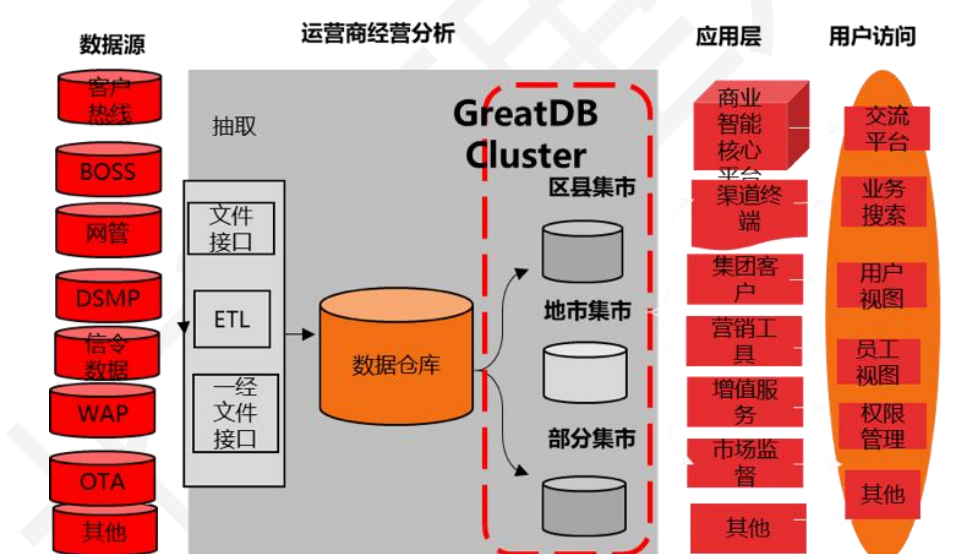 数据源
运营商经营分析
应用层
用户访问
客户
热线
BOSS
网管
DSMP
信令
数据
WAP
OTA
其他
抽取
文件
接口
ETL
一经
文件
接口
数据仓库
GreatDB
Cluster
区县集市
地市集市
部分集市
商业
智能
核心
平台
渠道终
端
集团客
户
营销工
具
增值服
务
市场监
督
其他
交流
平台
业务
搜索
用户
视图
员工
视图
权限
管理
其他